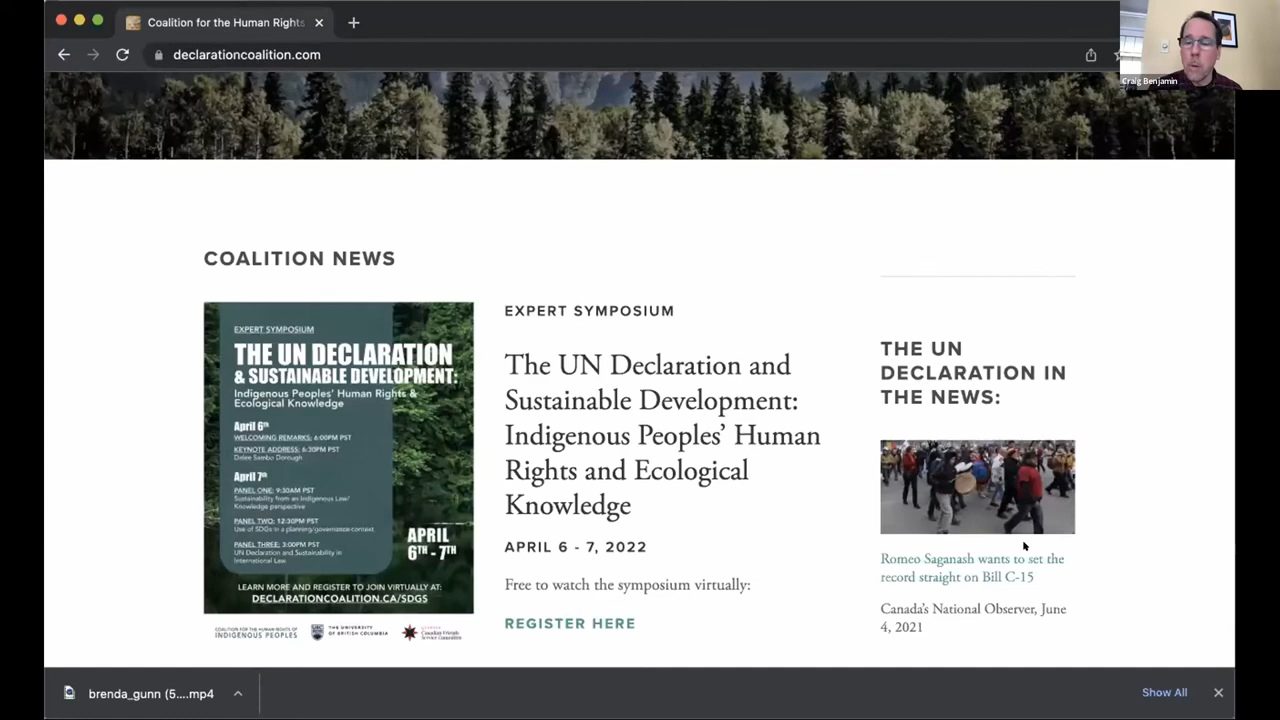 Coalition for the Human Rights
declarationcoalition.com
Craig Benjamin
COALITION NEWS
EXPERT SYMPOSIUM
THE UN DECLARATION
& SUSTAINABLE DEVELOPMENT:
Indigenous Peoples' Human Rights &
Ecological Knowledge
April 6th
WELCOMING REMARKS: 6:00PM PST
KEYNOTE ADDRESS: 6:30PM PST
Dalee Sambo Dorough
April 7th
PANEL ONE: 9:30AM PST
Sustainability from an Indigenous Law/
Knowledge perspective
PANEL TWO: 12:30PM PST
Use of SDGs in a planning/governance context
PANEL THREE: 3:00PM PST
UN Declaration and Sustainability in
International Law
APRIL
6TH - 7TH
LEARN MORE AND REGISTER TO JOIN VIRTUALLY AT:
DECLARATIONCOALITION.CA/SDGS
COALITION FOR THE HUMAN RIGHTS OF
INDIGENOUS PEOPLES
UBC
THE UNIVERSITY
OF BRITISH COLUMBIA
Canadian Friends
Service Committee
EXPERT SYMPOSIUM
The UN Declaration and
Sustainable Development:
Indigenous Peoples’ Human
Rights and Ecological
Knowledge
APRIL 6 - 7, 2022
Free to watch the symposium virtually:
REGISTER HERE
THE UN
DECLARATION IN
THE NEWS:
Romeo Saganash wants to set the
record straight on Bill C-15
Canada’s National Observer, June
4, 2021
brenda_gunn (5....mp4
Show All